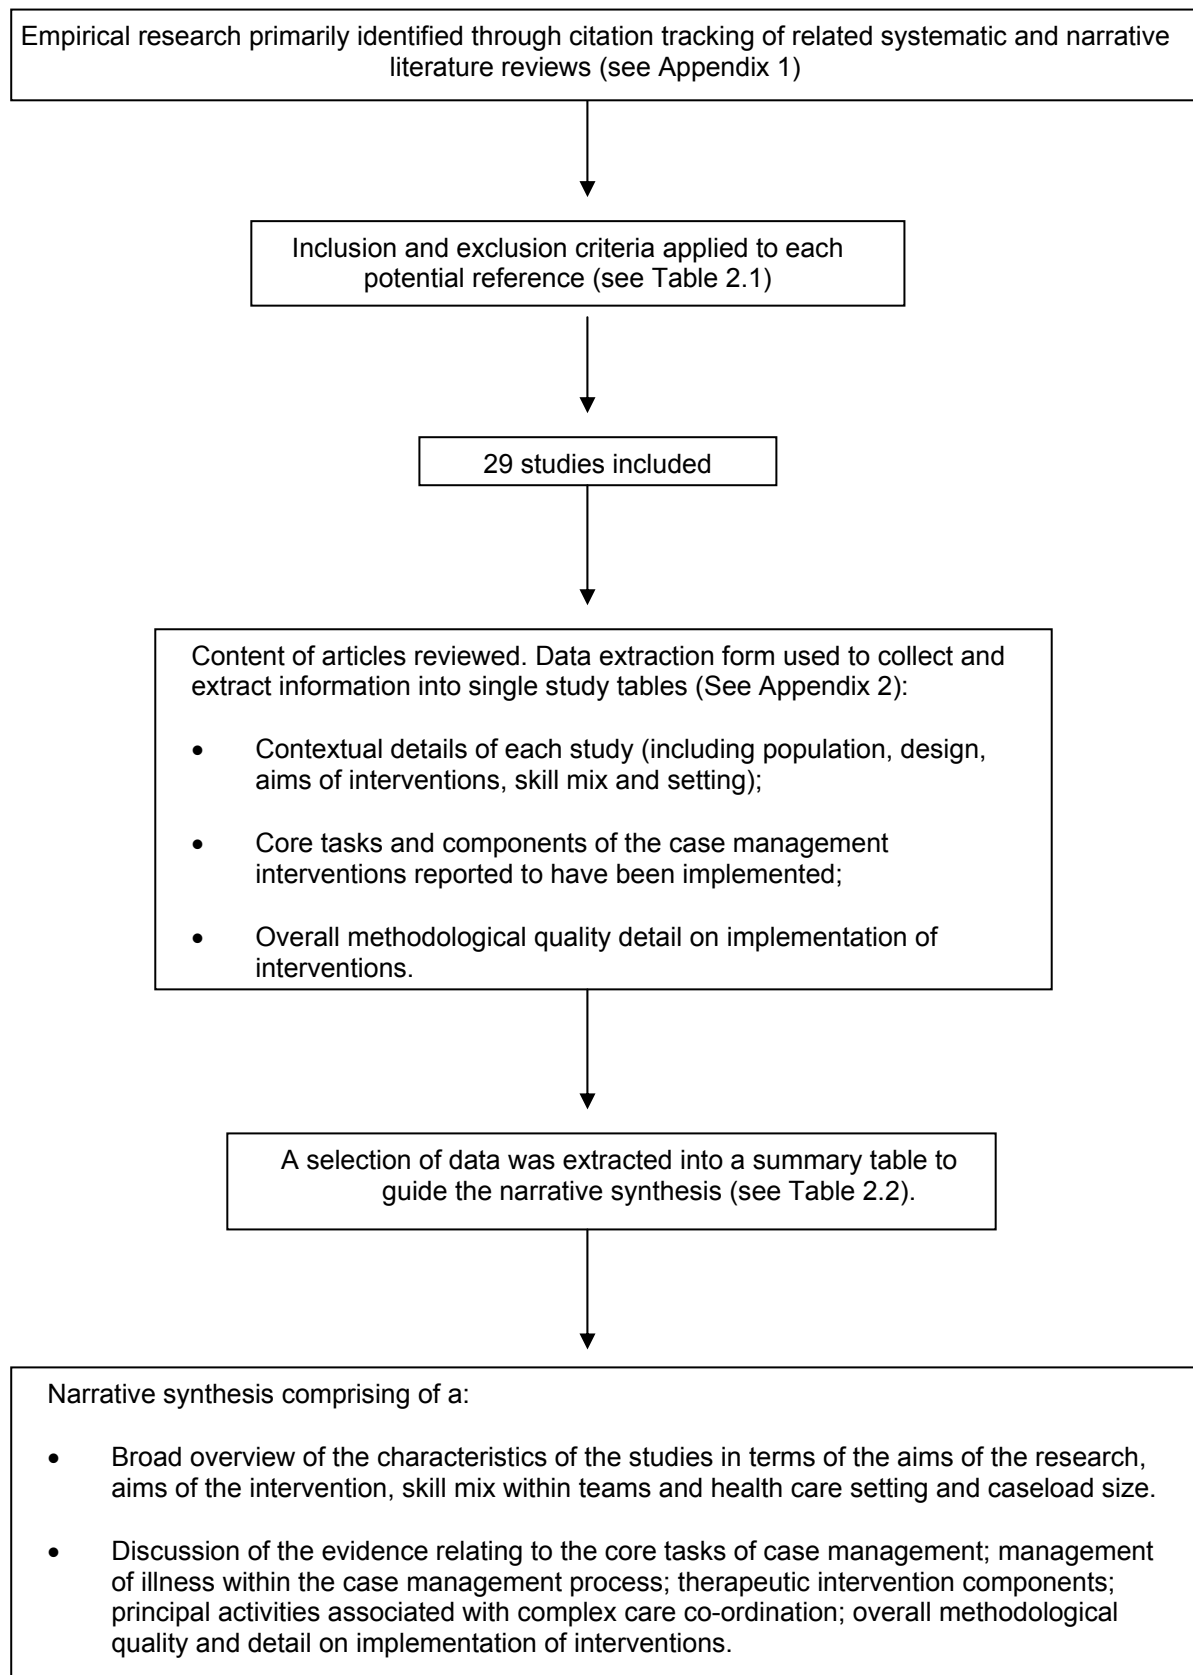 Empirical research primarily identified through citation tracking of related systematic and narrative
literature reviews (see Appendix 1)
Inclusion and exclusion criteria applied to each
potential reference (see Table 2.1)
29 studies included
Content of articles reviewed. Data extraction form used to collect and
extract information into single study tables (See Appendix 2):
• Contextual details of each study (including population, design,
aims of interventions, skill mix and setting);
• Core tasks and components of the case management
interventions reported to have been implemented;
• Overall methodological quality detail on implementation of
interventions.
A selection of data was extracted into a summary table to
guide the narrative synthesis (see Table 2.2).
Narrative synthesis comprising of a:
• Broad overview of the characteristics of the studies in terms of the aims of the research,
aims of the intervention, skill mix within teams and health care setting and caseload size.
• Discussion of the evidence relating to the core tasks of case management; management
of illness within the case management process; therapeutic intervention components;
principal activities associated with complex care co-ordination; overall methodological
quality and detail on implementation of interventions.